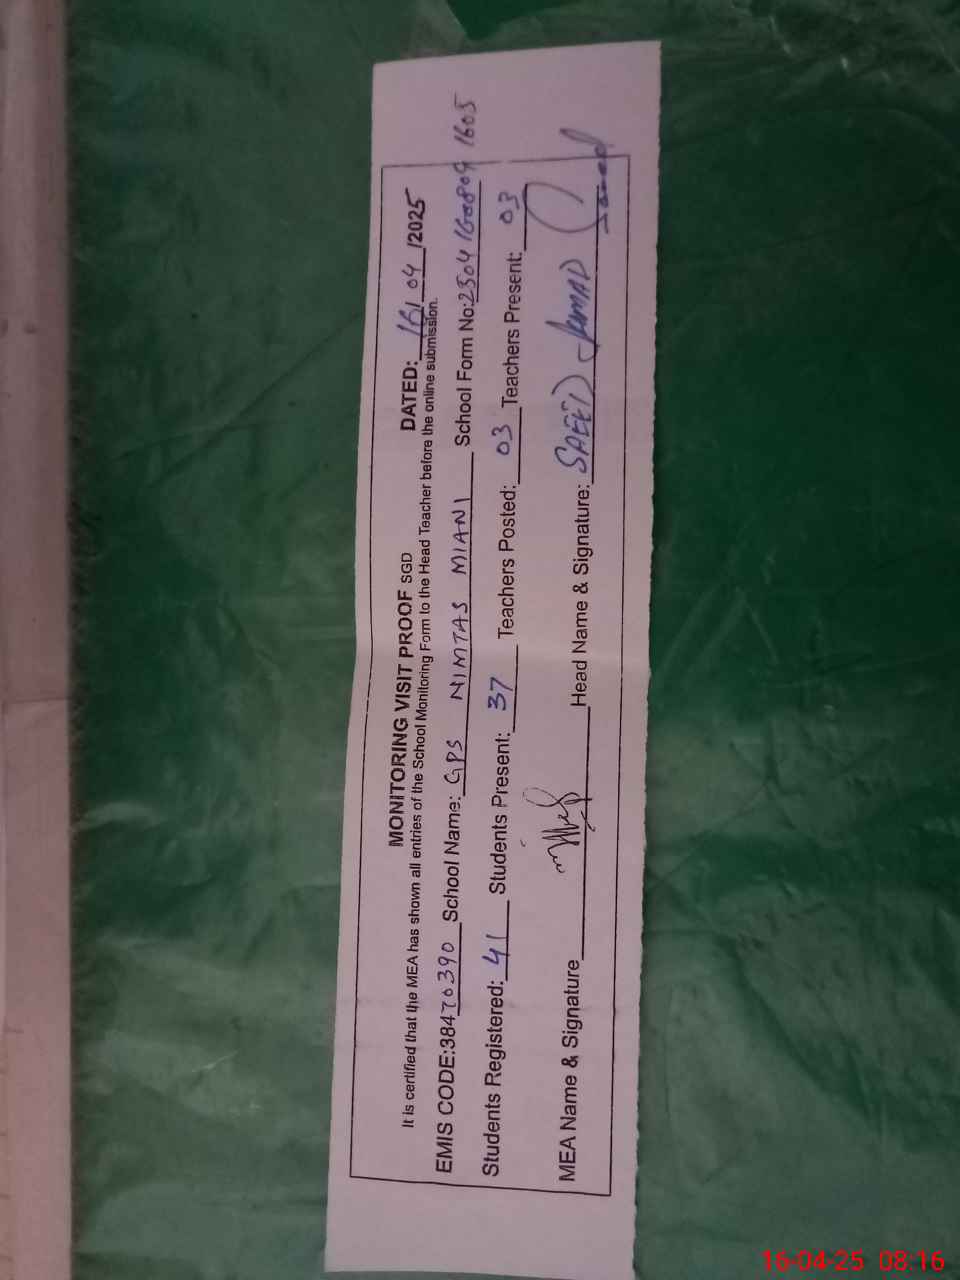 MONITORING VISIT PROOF SGD DATED: 16/04/2025
It is certified that the MEA has shown all entries of the School Monitoring Form to the Head Teacher before the online submission.
EMIS CODE:38470390 School Name: GPS NIMTAS MIANI School Form No:
Students Registered: 41 Students Present: 37 Teachers Posted: 03 Teachers Present: 03
MEA Name & Signature Head Name & Signature: SAEED
16-04-25 08:16